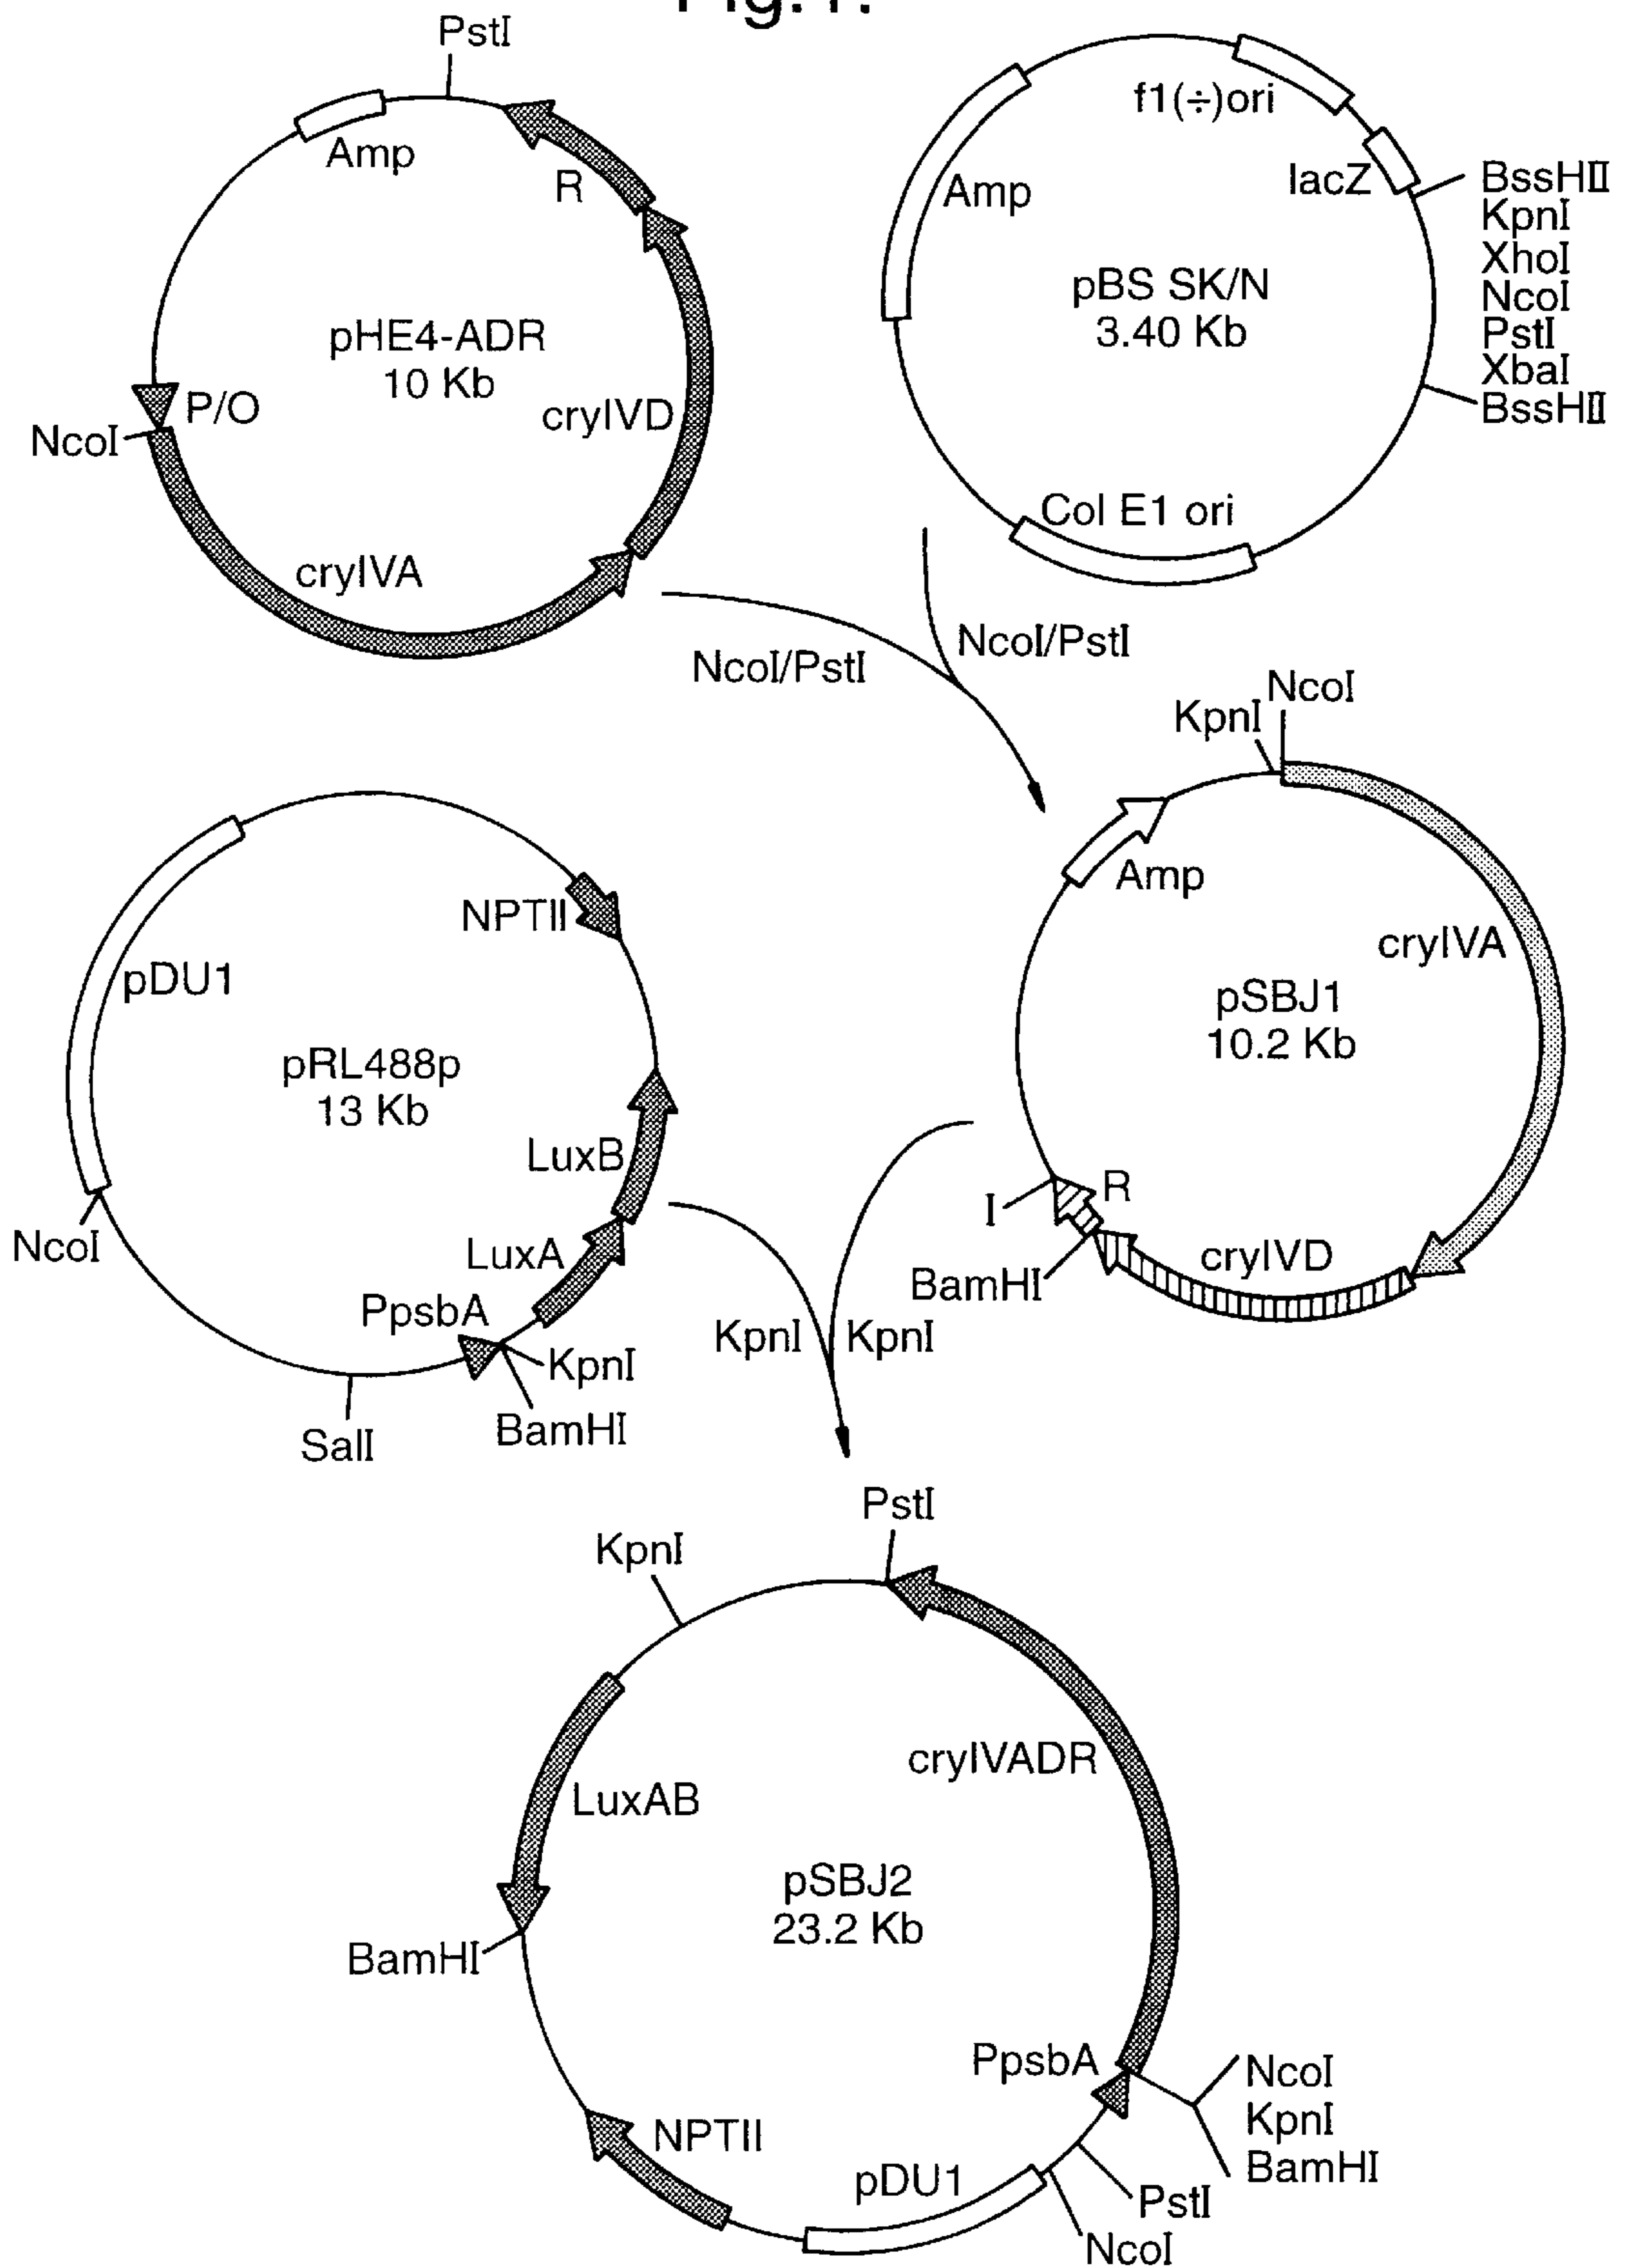 Fig. 1.
PstI
Amp
R
pHE4-ADR
10 Kb
P/O
NcoI
cryIVD
cryIVA
f1(÷)ori
lacZ
Amp
BssHII
KpnI
XhoI
NcoI
PstI
XbaI
BssHII
pBS SK/N
3.40 Kb
Col E1 ori
NcoI/PstI
NcoI/PstI
KpnI
NcoI
Amp
cryIVA
pSBJ1
10.2 Kb
I
R
BamHI
cryIVD
NPTII
pDU1
pRL488p
13 Kb
LuxB
NcoI
LuxA
PpsbA
KpnI
BamHI
SalI
KpnI
KpnI
PstI
KpnI
cryIVADR
LuxAB
pSBJ2
23.2 Kb
BamHI
PpsbA
NcoI
KpnI
BamHI
NPTII
pDU1
PstI
NcoI